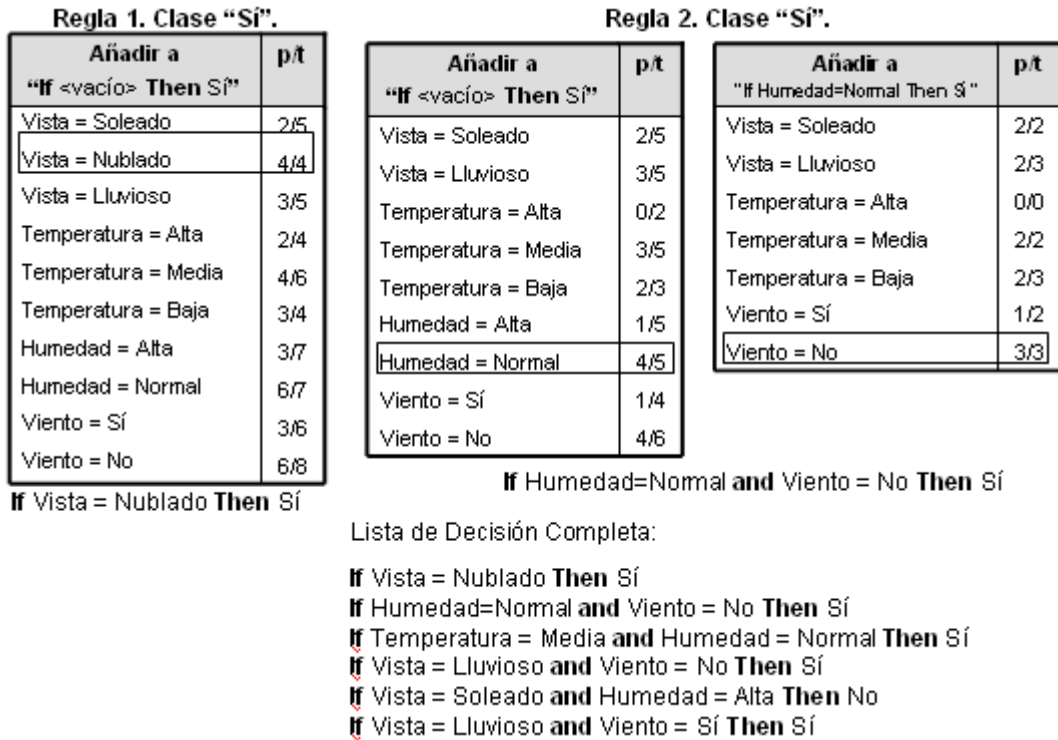 Regla 1. Clase “Sí”.
Añadir a p/t
“If <vacío> Then Sí”
Vista = Soleado 2/5
Vista = Nublado 4/4
Vista = Lluvioso 3/5
Temperatura = Alta 2/4
Temperatura = Media 4/6
Temperatura = Baja 3/4
Humedad = Alta 3/7
Humedad = Normal 6/7
Viento = Sí 3/6
Viento = No 6/8
If Vista = Nublado Then Sí
Regla 2. Clase “Sí”.
Añadir a p/t
“If <vacío> Then Sí”
Vista = Soleado 2/5
Vista = Lluvioso 3/5
Temperatura = Alta 0/2
Temperatura = Media 3/5
Temperatura = Baja 2/3
Humedad = Alta 1/5
Humedad = Normal 4/5
Viento = Sí 1/4
Viento = No 4/6
Añadir a p/t
"If Humedad=Normal Then Sí "
Vista = Soleado 2/2
Vista = Lluvioso 2/3
Temperatura = Alta 0/0
Temperatura = Media 2/2
Temperatura = Baja 2/3
Viento = Sí 1/2
Viento = No 3/3
If Humedad=Normal and Viento = No Then Sí
Lista de Decisión Completa:
If Vista = Nublado Then Sí
If Humedad=Normal and Viento = No Then Sí
If Temperatura = Media and Humedad = Normal Then Sí
If Vista = Lluvioso and Viento = No Then Sí
If Vista = Soleado and Humedad = Alta Then No
If Vista = Lluvioso and Viento = Sí Then Sí